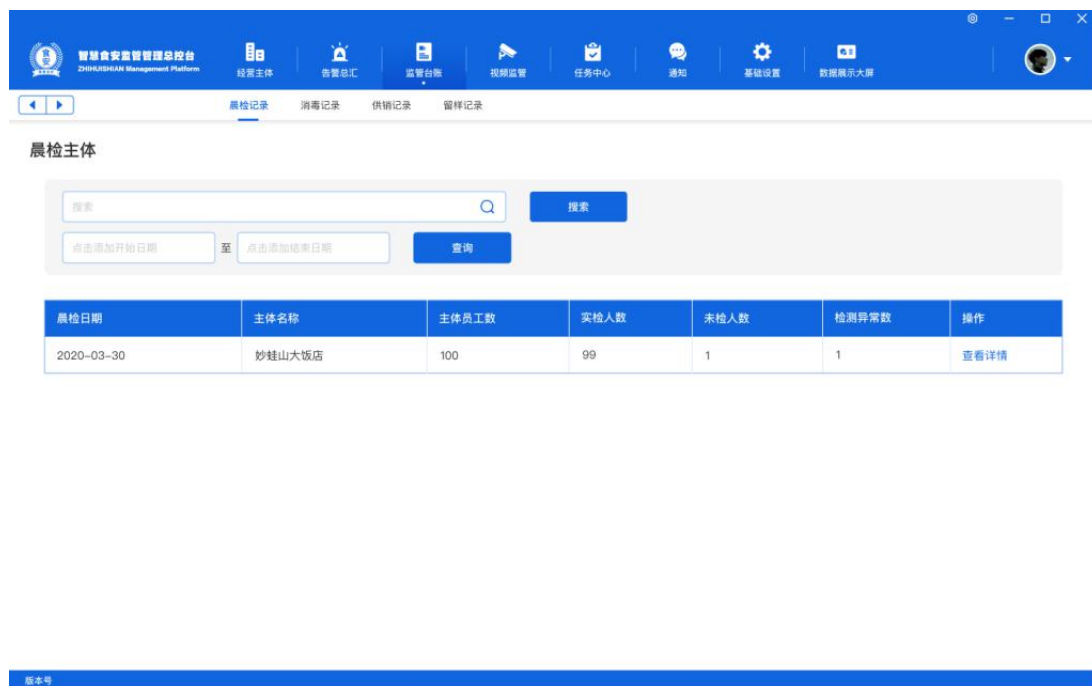 智慧食安监管管理总控台
ZHIHUISHIAN Management Platform
食安
经营主体
告警总汇
监管台账
视频监管
任务中心
通知
基础设置
数据展示大屏
晨检记录 消毒记录 供销记录 留样记录
晨检主体
搜索 搜索
点击添加开始日期 至 点击添加结束日期 查询
晨检日期 主体名称 主体员工数 实检人数 未检人数 检测异常数 操作
2020-03-30 妙蛙山大饭店 100 99 1 1 查看详情
版本号